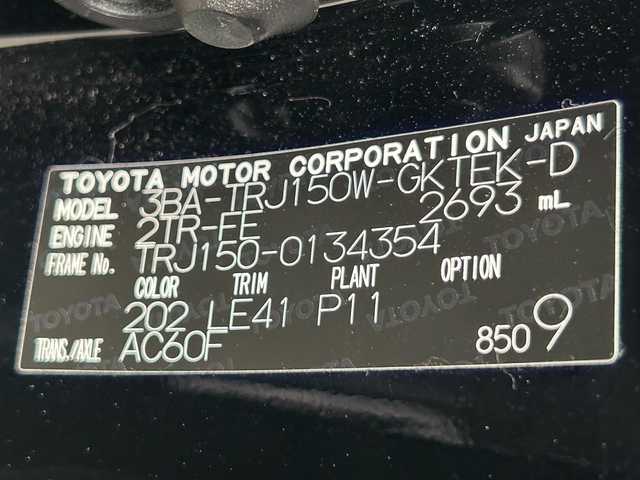 TOYOTA MOTOR CORPORATION JAPAN
MODEL 3BA-TRJ150W-GKTEK-D
ENGINE 2TR-FE 2693 mL
FRAME No. TRJ150-0134354
COLOR TRIM PLANT OPTION
202 LE41 P11
TRANS./AXLE AC60F 850 9